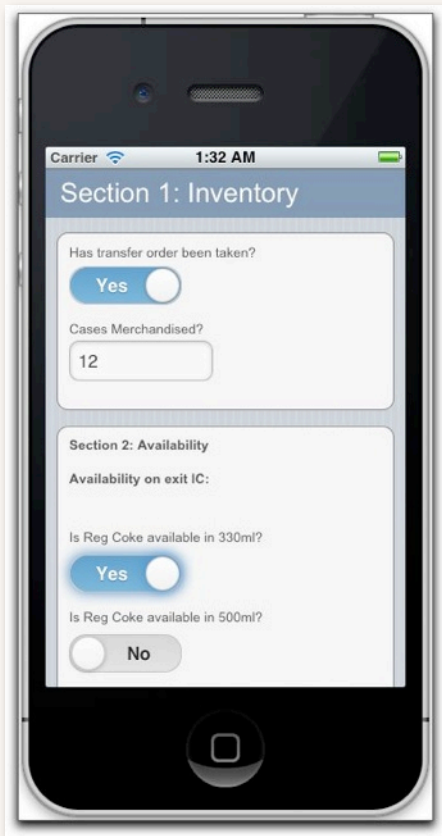 Carrier 1:32 AM
Section 1: Inventory
Has transfer order been taken?
Yes
Cases Merchandised?
12
Section 2: Availability
Availability on exit IC:
Is Reg Coke available in 330ml?
Yes
Is Reg Coke available in 500ml?
No